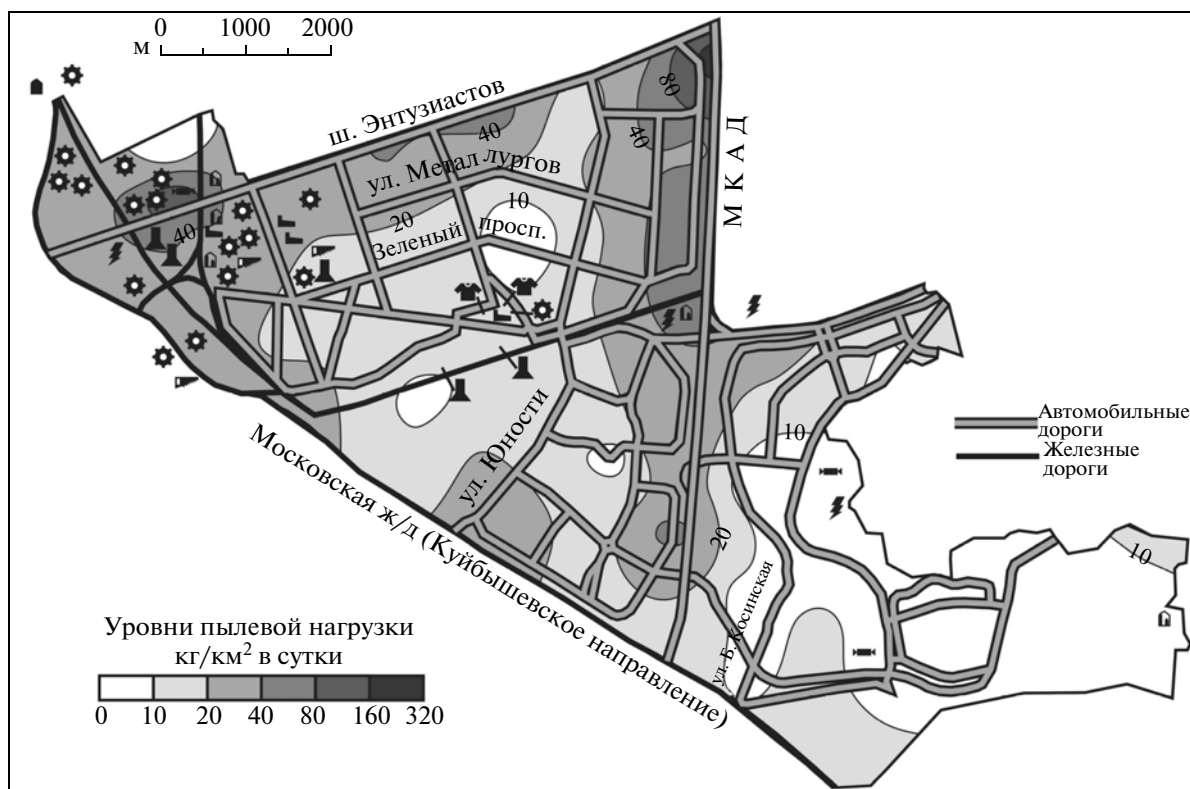 0 1000 2000
м
ш. Энтузиастов
ул. Металлургов
Зеленый просп.
МКАД
80
40
40
10
20
40
ул. Юности
Московская ж/д (Куйбышевское направление)
10
20
ул. Б. Косинская
10
Автомобильные
дороги
Железные
дороги
Уровни пылевой нагрузки
кг/км² в сутки
0 10 20 40 80 160 320